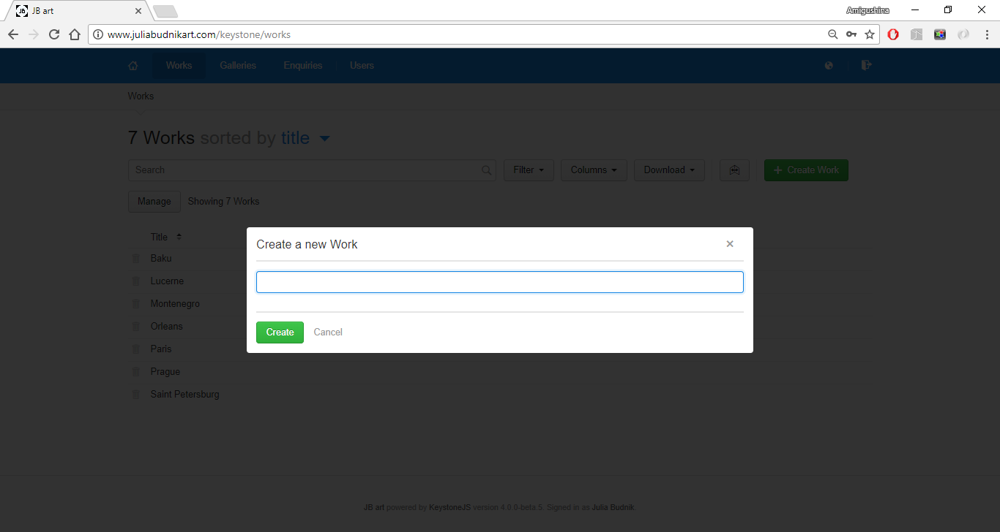 JB JB art
Amigushina
www.juliabudnikart.com/keystone/works
Works Galleries Enquiries Users
Works
7 Works sorted by title
Search Filter Columns Download + Create Work
Manage Showing 7 Works
Title
Create a new Work ×
Baku
Lucerne
Montenegro
Orleans
Create Cancel
Paris
Prague
Saint Petersburg
JB art powered by KeystoneJS version 4.0.0-beta.5. Signed in as Julia Budnik